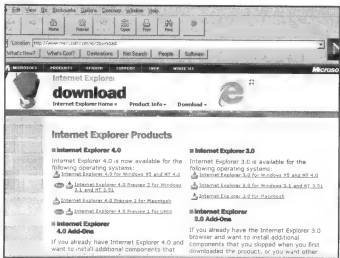 File Edit View Go Bookmarks Options Directory Window Help
Home Reload Open Print Find
Location:
What's New? What's Cool? Destinations Net Search People Software
MICROSOFT PRODUCTS SEARCH SUPPORT SHOP WRITE US Microso
Internet Explorer
download
Internet Explorer Home Product Info Download
Internet Explorer Products
Internet Explorer 4.0
Internet Explorer 4.0 is now available for the
following operating systems:
Internet Explorer 4.0 for Windows 95 and NT 4.0
Internet Explorer 4.0 Preview 2 for Windows
3.1 and NT 3.51
Internet Explorer 4.0 Preview 1 for Macintosh
Internet Explorer 4.0 Preview 1 for UNIX
Internet Explorer
4.0 Add-Ons
If you already have Internet Explorer 4.0 and
want to install additional components that
Internet Explorer 3.0
Internet Explorer 3.0 is available for the
following operating systems:
Internet Explorer 3.0 for Windows 95 and NT 4.0
Internet Explorer 3.0 for Windows 3.1 and NT 3.51
Internet Explorer 3.0 for Macintosh
Internet Explorer
3.0 Add-Ons
If you already have the Internet Explorer 3.0
browser and want to install additional
components that you skipped when you first
downloaded the product, or you want other